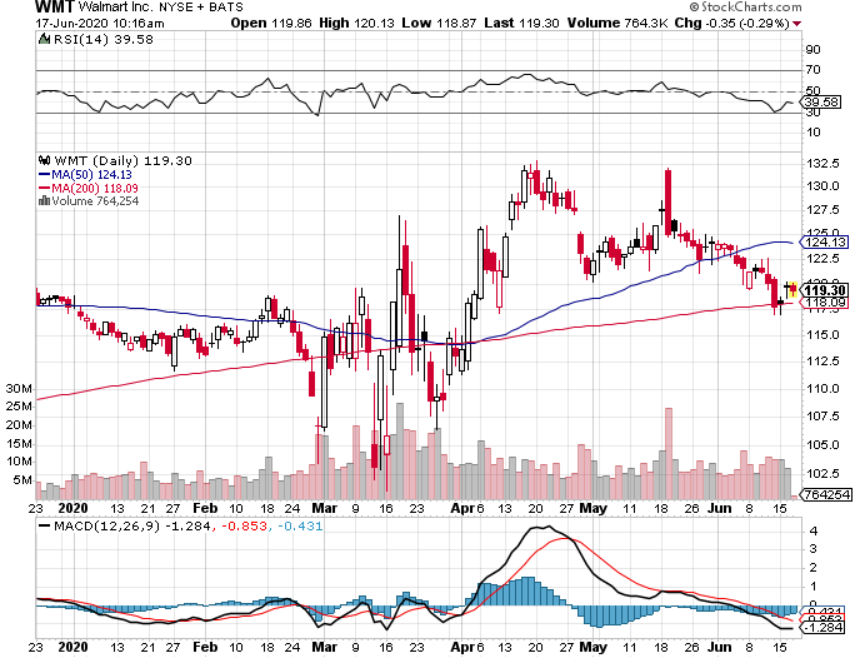 WMT Walmart Inc. NYSE + BATS © StockCharts.com
17-Jun-2020 10:16am Open 119.86 High 120.13 Low 118.87 Last 119.30 Volume 764.3K Chg -0.35 (-0.29%)
RSI(14) 39.58
90
70
50
39.58
30
10
WMT (Daily) 119.30
MA(50) 124.13
MA(200) 118.09
Volume 764,254
132.5
130.0
127.5
125.0
124.13
122.5
119.30
118.09
117.5
115.0
112.5
110.0
107.5
105.0
102.5
30M
25M
20M
15M
10M
5M
764254
23 2020 13 21 27 Feb 10 18 24 Mar 9 16 23 Apr 6 13 20 27 May 11 18 26 Jun 8 15
MACD(12,26,9) -1.284, -0.853, -0.431
4
3
2
1
0
-0.431
-0.853
-1.284
23 2020 13 21 27 Feb 10 18 24 Mar 9 16 23 Apr 6 13 20 27 May 11 18 26 Jun 8 15